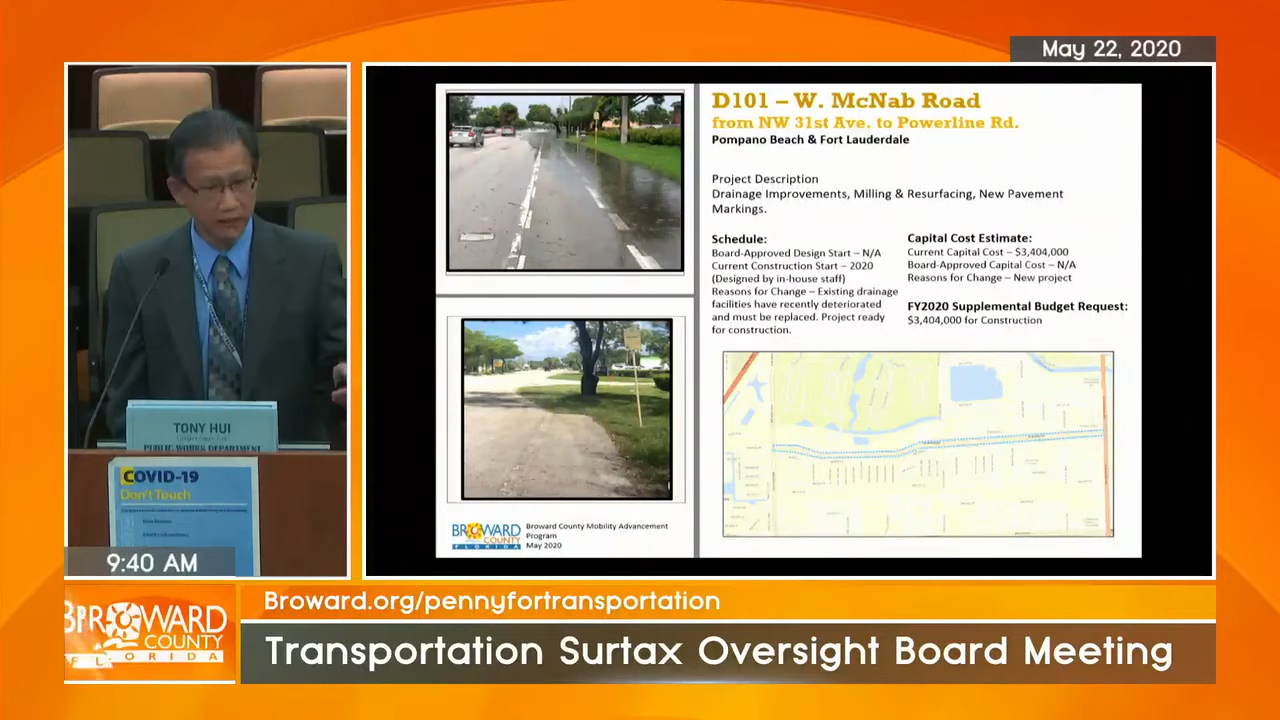 May 22, 2020
D101 – W. McNab Road
from NW 31st Ave. to Powerline Rd.
Pompano Beach & Fort Lauderdale
Project Description
Drainage Improvements, Milling & Resurfacing, New Pavement
Markings.
Schedule:
Board-Approved Design Start – N/A
Current Construction Start – 2020
(Designed by in-house staff)
Reasons for Change – Existing drainage
facilities have recently deteriorated
and must be replaced. Project ready
for construction.
Capital Cost Estimate:
Current Capital Cost – $3,404,000
Board-Approved Capital Cost – N/A
Reasons for Change – New project
FY2020 Supplemental Budget Request:
$3,404,000 for Construction
BROWARD
COUNTY
FLORIDA
Broward County Mobility Advancement
Program
May 2020
TONY HUI
PUBLIC WORKS DEPARTMENT
COVID-19
Don't Touch
9:40 AM
BROWARD
COUNTY
FLORIDA
Broward.org/pennyfortransportation
Transportation Surtax Oversight Board Meeting